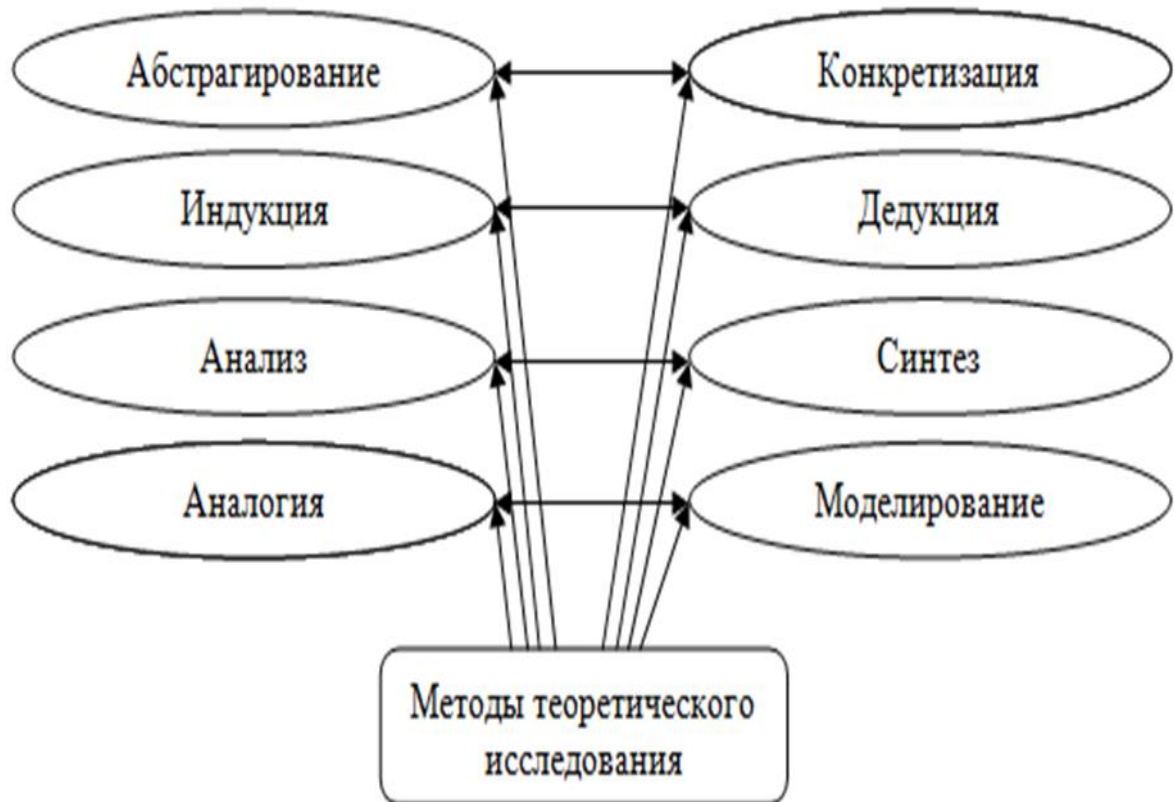 Абстрагирование
Конкретизация
Индукция
Дедукция
Анализ
Синтез
Аналогия
Моделирование
Методы теоретического
исследования